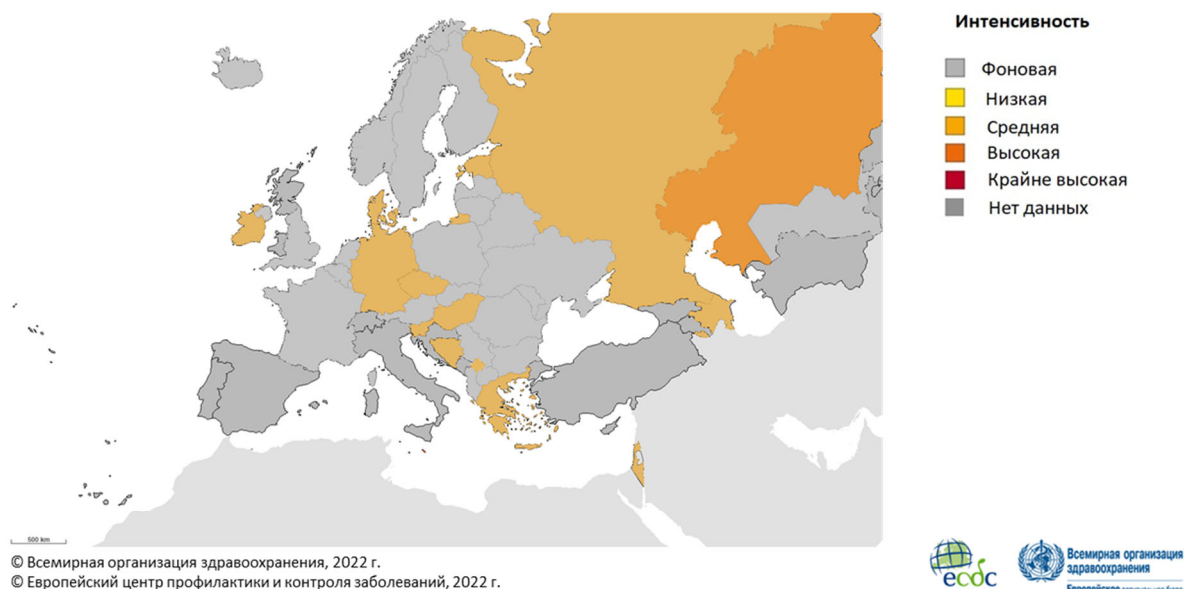 Интенсивность
Фоновая
Низкая
Средняя
Высокая
Крайне высокая
Нет данных
500 km
© Всемирная организация здравоохранения, 2022 г.
© Европейский центр профилактики и контроля заболеваний, 2022 г.
ecdc
Всемирная организация
здравоохранения
Европейское